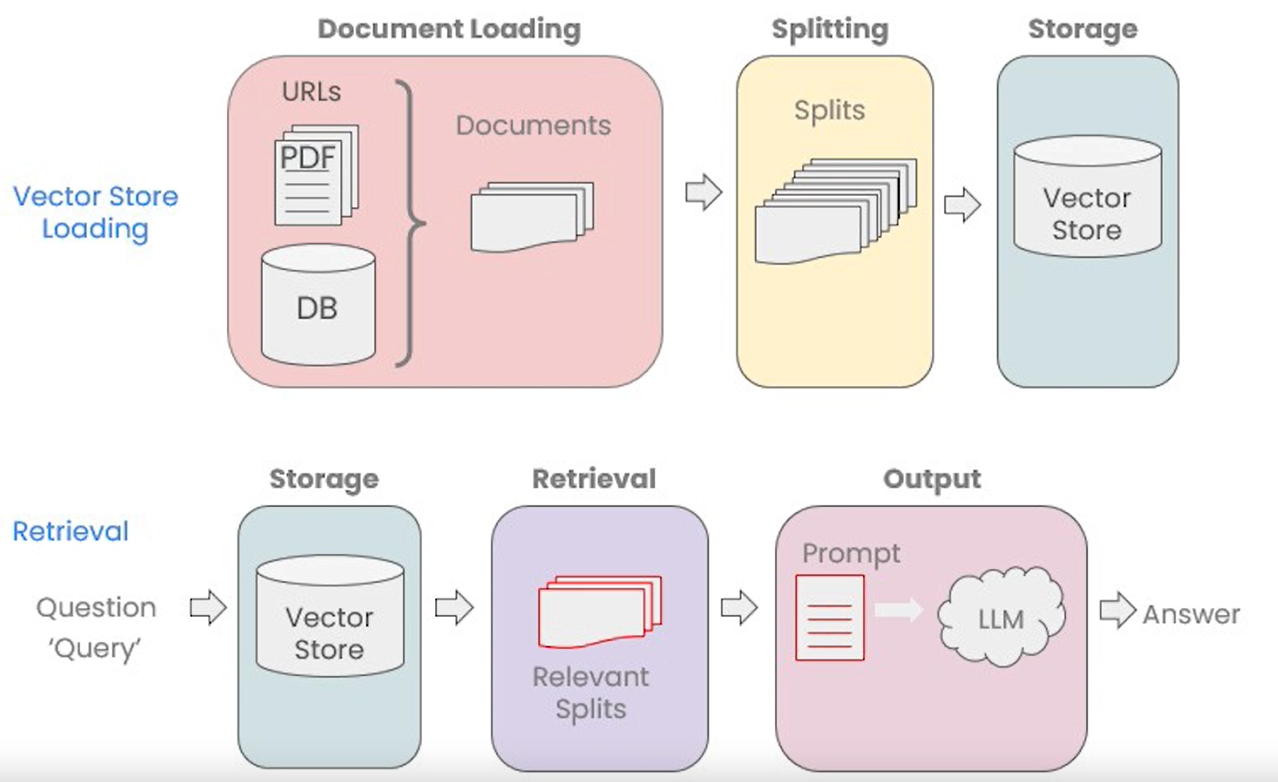 Document Loading
Splitting
Storage
URLs
Documents
Splits
PDF
DB
Vector Store
Loading
Vector
Store
Storage
Retrieval
Output
Retrieval
Question
‘Query’
Vector
Store
Relevant
Splits
Prompt
LLM
Answer